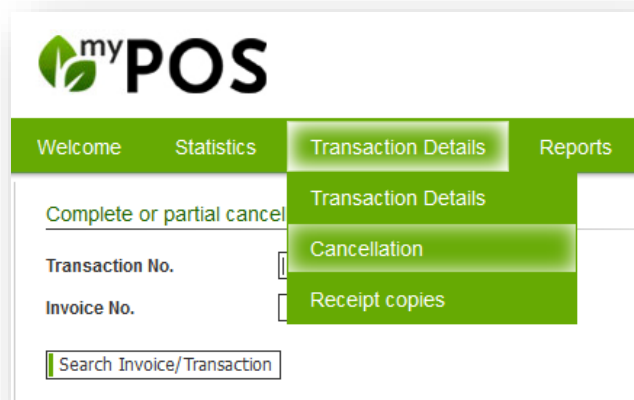 myPOS
Welcome Statistics Transaction Details Reports
Transaction Details
Complete or partial cancel
Cancellation
Transaction No.
Receipt copies
Invoice No.
Search Invoice/Transaction